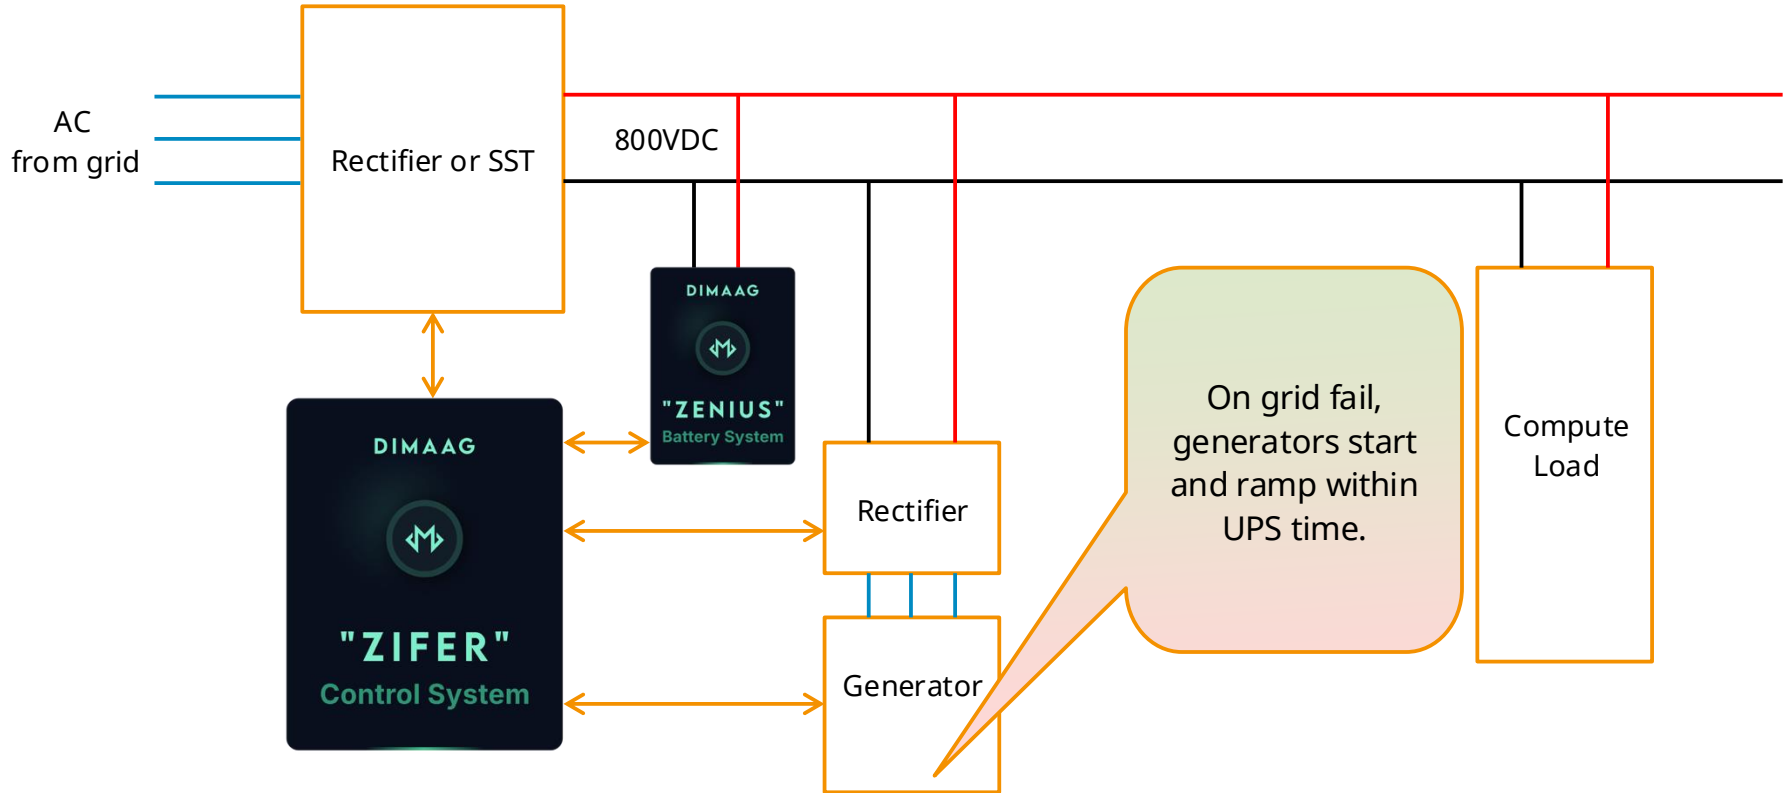 AC
from grid
Rectifier or SST
800VDC
DIMAAG
"ZENIUS"
Battery System
DIMAAG
"ZIFER"
Control System
Rectifier
Generator
On grid fail,
generators start
and ramp within
UPS time.
Compute
Load